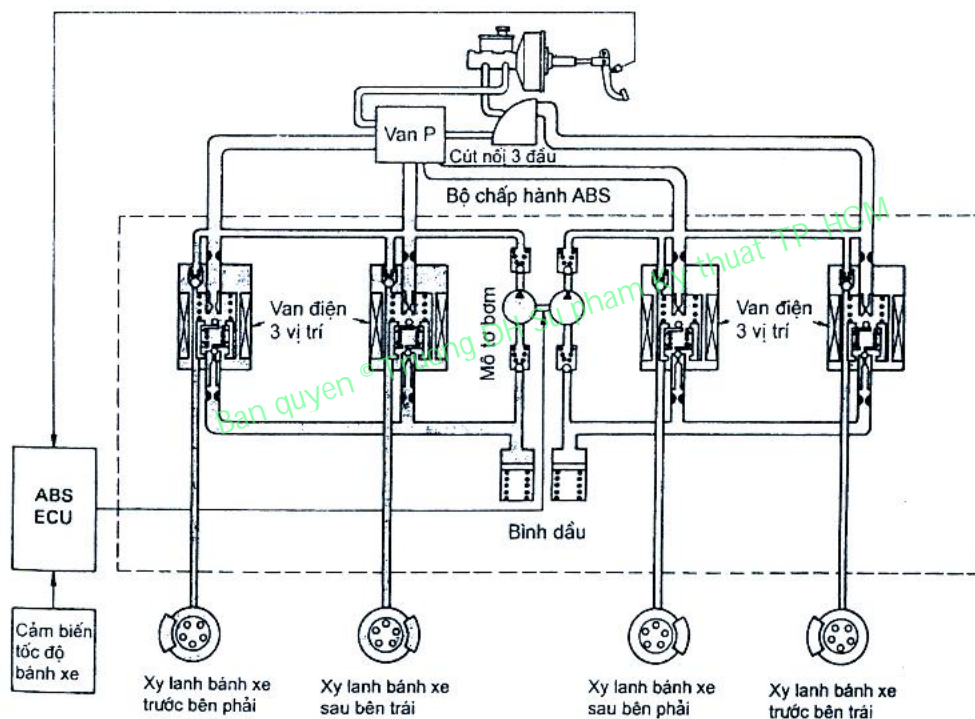 Van P
Cút nối 3 đầu
Bộ chấp hành ABS
Van điện
3 vị trí
Mô tơ bơm
Van điện
3 vị trí
Bản quyền © Trường ĐH Sư phạm Kỹ thuật TP. HCM
ABS
ECU
Bình dầu
Cảm biến
tốc độ
bánh xe
Xy lanh bánh xe
trước bên phải
Xy lanh bánh xe
sau bên trái
Xy lanh bánh xe
sau bên phải
Xy lanh bánh xe
trước bên trái